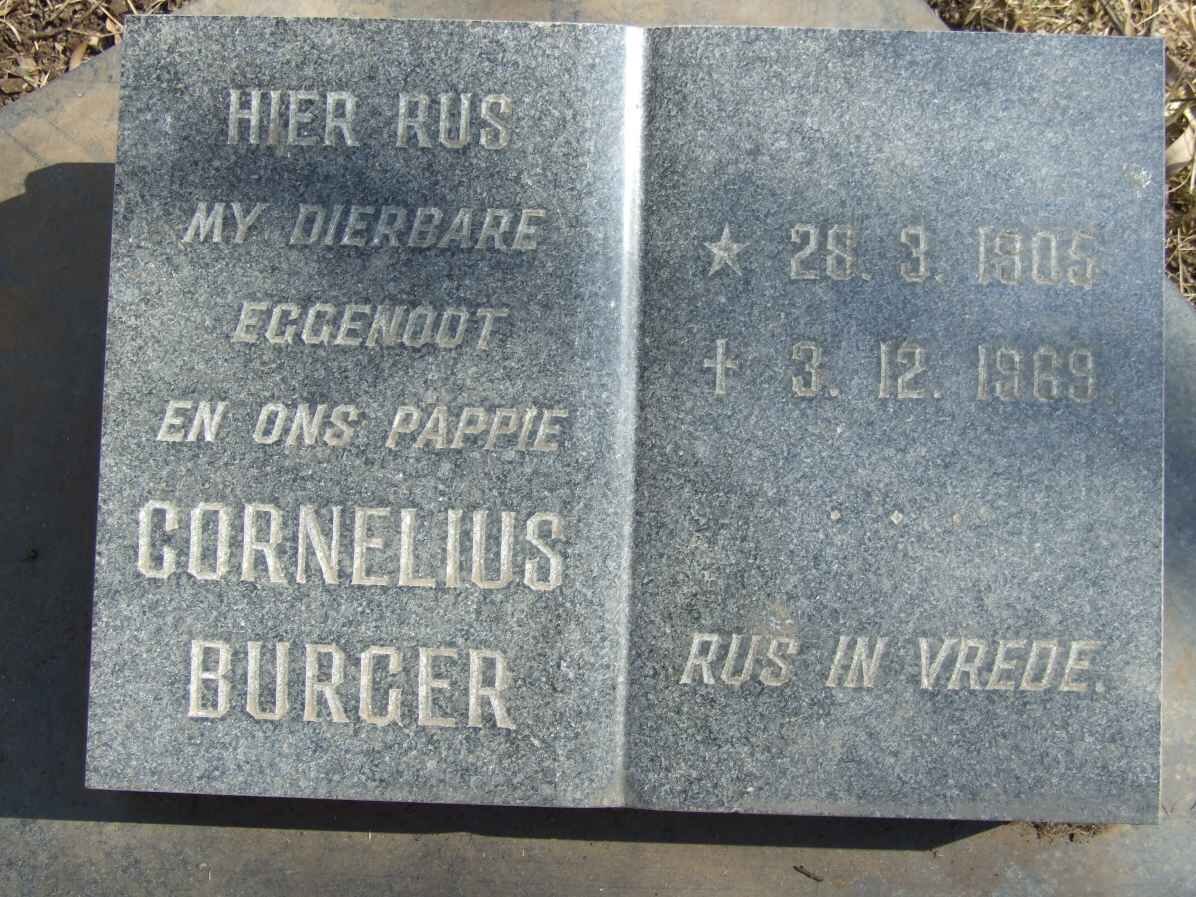 HIER RUS
MY DIERBARE
EGGENOOT
EN ONS PAPPIE
CORNELIUS
BURGER
★ 28. 3. 1905
✝ 3. 12. 1969.
RUS IN VREDE.